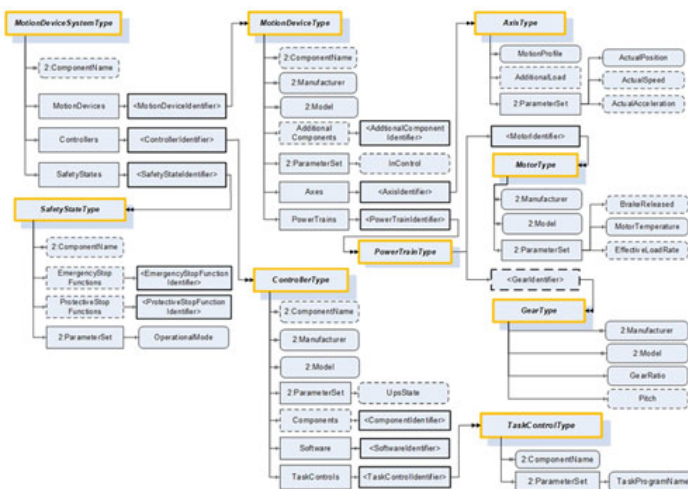 MotionDeviceSystemType
2:ComponentName
MotionDevices
<MotionDeviceIdentifier>
Controllers
<ControllerIdentifier>
SafetyStates
<SafetyStateIdentifier>
SafetyStateType
2:ComponentName
EmergencyStop
Functions
<EmergencyStopFunction
Identifier>
ProtectiveStop
Functions
<ProtectiveStopFunction
Identifier>
2:ParameterSet
OperationalMode
MotionDeviceType
2:ComponentName
2:Manufacturer
2:Model
Additional
Components
<AddtionalComponent
Identifier>
2:ParameterSet
InControl
Axes
<AxisIdentifier>
PowerTrains
<PowerTrainIdentifier>
PowerTrainType
ControllerType
2:ComponentName
2:Manufacturer
2:Model
2:ParameterSet
UpsState
Components
<ComponentIdentifier>
Software
<SoftwareIdentifier>
TaskControls
<TaskControlIdentifier>
AxisType
MotionProfile
AdditionalLoad
2:ParameterSet
ActualPosition
ActualSpeed
ActualAcceleration
<MotorIdentifier>
MotorType
2:Manufacturer
2:Model
2:ParameterSet
BrakeReleased
MotorTemperature
EffectiveLoadRate
<GearIdentifier>
GearType
2:Manufacturer
2:Model
GearRatio
Pitch
TaskControlType
2:ComponentName
2:ParameterSet
TaskProgramName